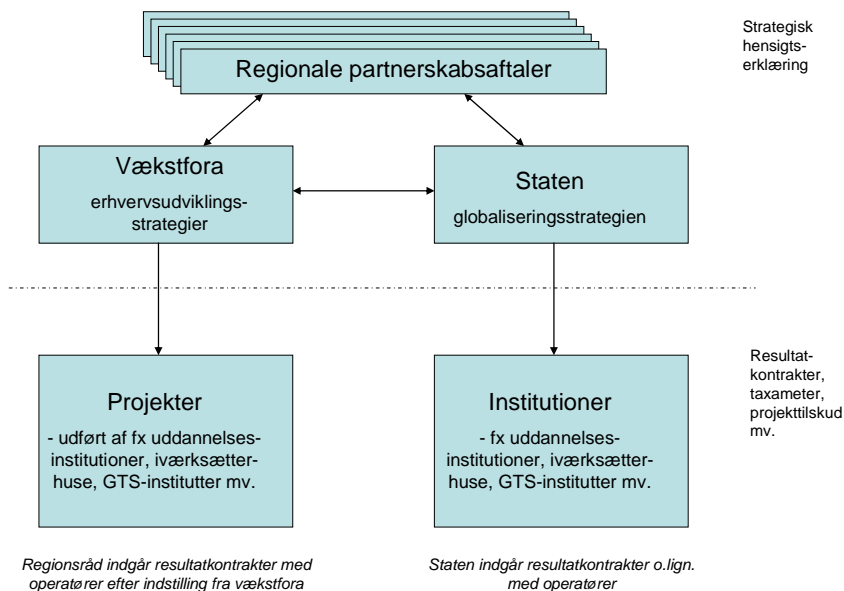 Regionale partnerskabsaftaler
Strategisk
hensigts-
erklæring
Vækstfora
erhvervsudviklings-
strategier
Staten
globaliseringsstrategien
Projekter
- udført af fx uddannelses-
institutioner, iværksætter-
huse, GTS-institutter mv.
Institutioner
- fx uddannelses-
institutioner, iværksætter-
huse, GTS-institutter mv.
Resultat-
kontrakter,
taxameter,
projekttilskud
mv.
Regionsråd indgår resultatkontrakter med
operatører efter indstilling fra vækstfora
Staten indgår resultatkontrakter o.lign.
med operatører